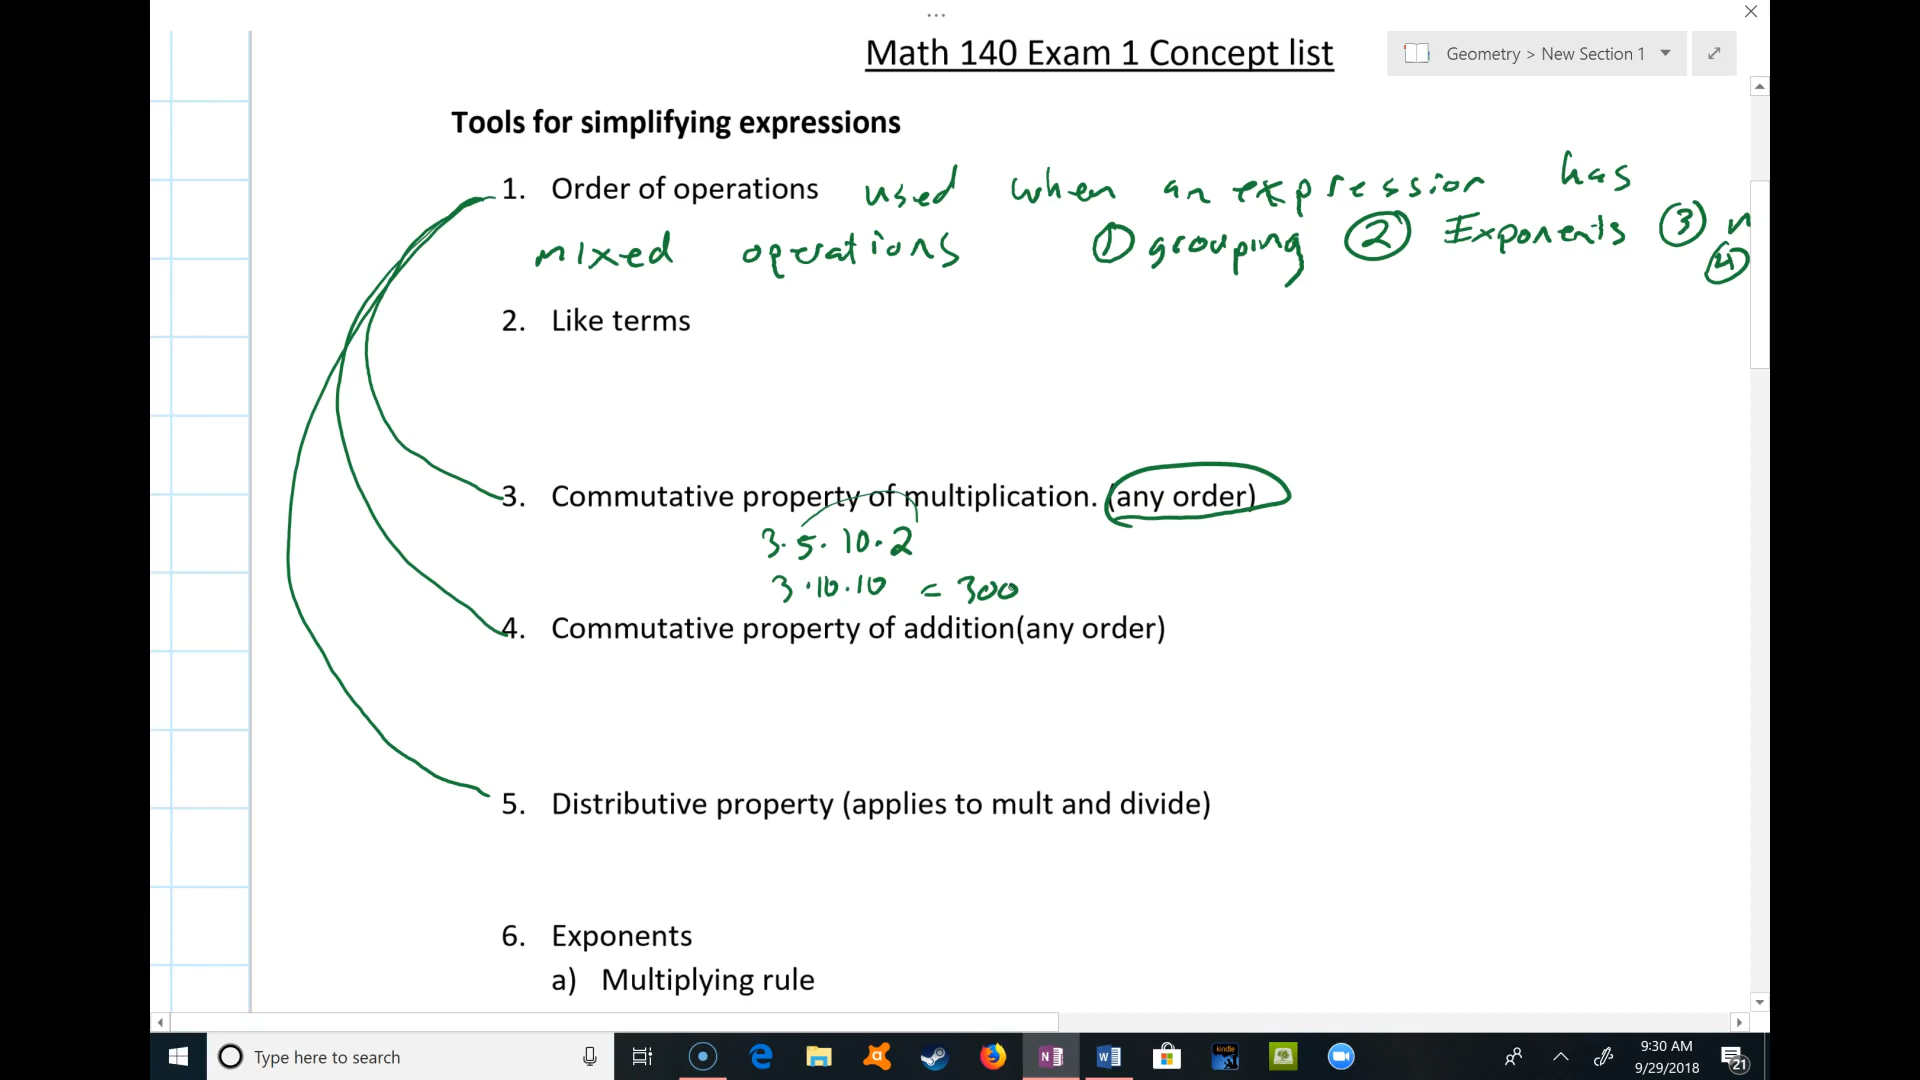 Math 140 Exam 1 Concept list
Geometry > New Section 1
Tools for simplifying expressions
1. Order of operations used when an expression has
mixed operations ① grouping ② Exponents ③
④
2. Like terms
3. Commutative property of multiplication. (any order)
3·5·10·2
3·10·10 = 300
4. Commutative property of addition(any order)
5. Distributive property (applies to mult and divide)
6. Exponents
a) Multiplying rule
Type here to search
kindle
9:30 AM
9/29/2018
21